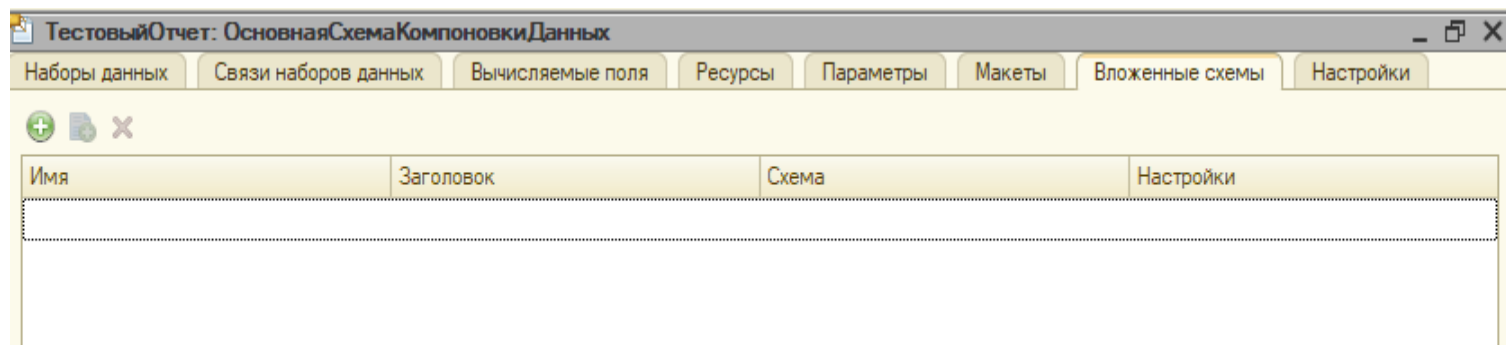 ТестовыйОтчет: ОсновнаяСхемаКомпоновкиДанных
Наборы данных Связи наборов данных Вычисляемые поля Ресурсы Параметры Макеты Вложенные схемы Настройки
Имя Заголовок Схема Настройки